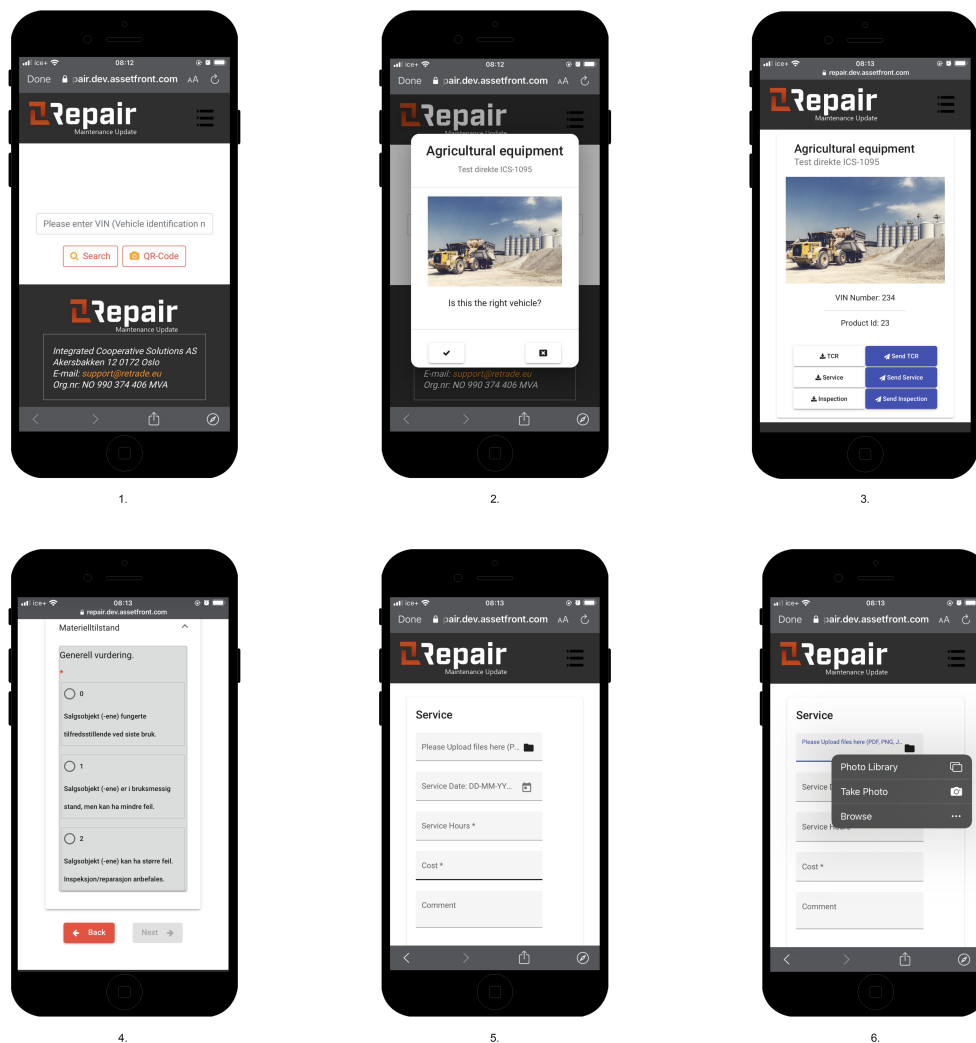 ice+ 08:12
Done pair.dev.assetfront.com AA
Repair
Maintenance Update
Please enter VIN (Vehicle identification n
Search QR-Code
Repair
Maintenance Update
Integrated Cooperative Solutions AS
Akersbakken 12 0172 Oslo
E-mail: support@retrade.eu
Org.nr: NO 990 374 406 MVA
1.
ice+ 08:12
Done pair.dev.assetfront.com AA
Repair
Maintenance Update
Agricultural equipment
Test direkte ICS-1095
Is this the right vehicle?
E-mail: support@retrade.eu
Org.nr: NO 990 374 406 MVA
2.
ice+ 08:13
repair.dev.assetfront.com
Repair
Maintenance Update
Agricultural equipment
Test direkte ICS-1095
VIN Number: 234
Product Id: 23
TCR Send TCR
Service Send Service
Inspection Send Inspection
3.
ice+ 08:13
repair.dev.assetfront.com
Materielltilstand
Generell vurdering.
*
0
Salgsobjekt (-ene) fungerte
tilfredsstillende ved siste bruk.
1
Salgsobjekt (-ene) er i bruksmessig
stand, men kan ha mindre feil.
2
Salgsobjekt (-ene) kan ha større feil.
Inspeksjon/reparasjon anbefales.
Back Next
4.
ice+ 08:13
Done pair.dev.assetfront.com AA
Repair
Maintenance Update
Service
Please Upload files here (P...
Service Date: DD-MM-YY...
Service Hours *
Cost *
Comment
5.
ice+ 08:13
Done pair.dev.assetfront.com AA
Repair
Maintenance Update
Service
Please Upload files here (PDF, PNG, J...
Photo Library
Service D
Take Photo
Browse
Service Hours *
Cost *
Comment
6.